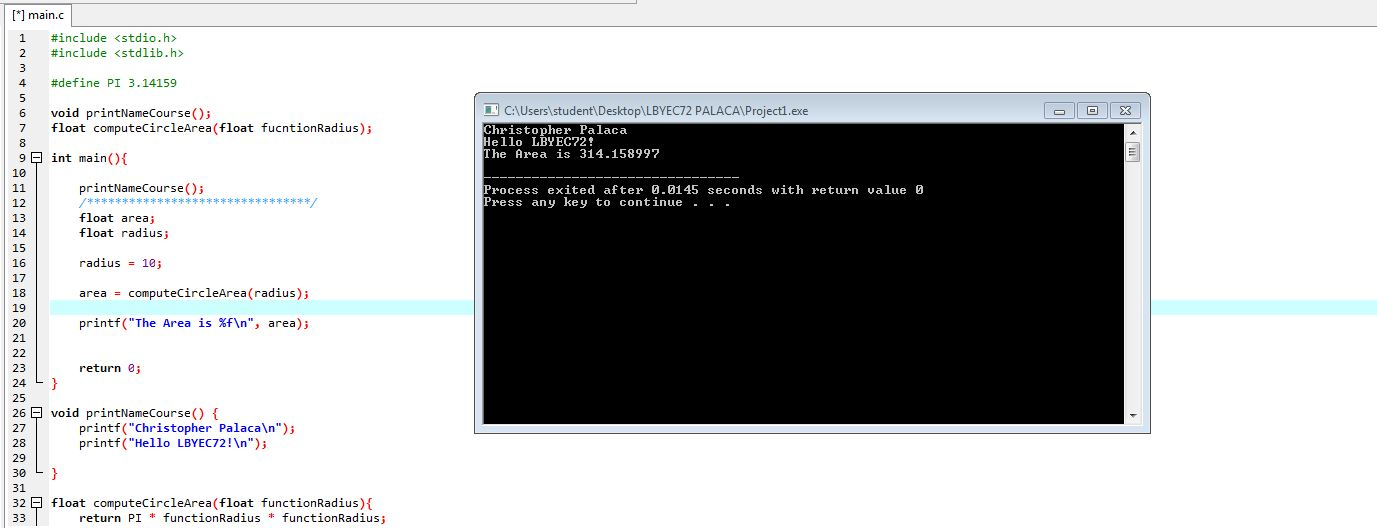 [*] main.c
1 #include <stdio.h>
2 #include <stdlib.h>
3
4 #define PI 3.14159
5
6 void printNameCourse();
7 float computeCircleArea(float fucntionRadius);
8
9 int main(){
10
11 printNameCourse();
12 /********************************/
13 float area;
14 float radius;
15
16 radius = 10;
17
18 area = computeCircleArea(radius);
19
20 printf("The Area is %f\n", area);
21
22
23 return 0;
24 }
25
26 void printNameCourse() {
27 printf("Christopher Palaca\n");
28 printf("Hello LBYEC72!\n");
29
30 }
31
32 float computeCircleArea(float functionRadius){
33 return PI * functionRadius * functionRadius;
C:\Users\student\Desktop\LBYEC72 PALACA\Project1.exe
Christopher Palaca
Hello LBYEC72!
The Area is 314.158997
--------------------------------
Process exited after 0.0145 seconds with return value 0
Press any key to continue . . .